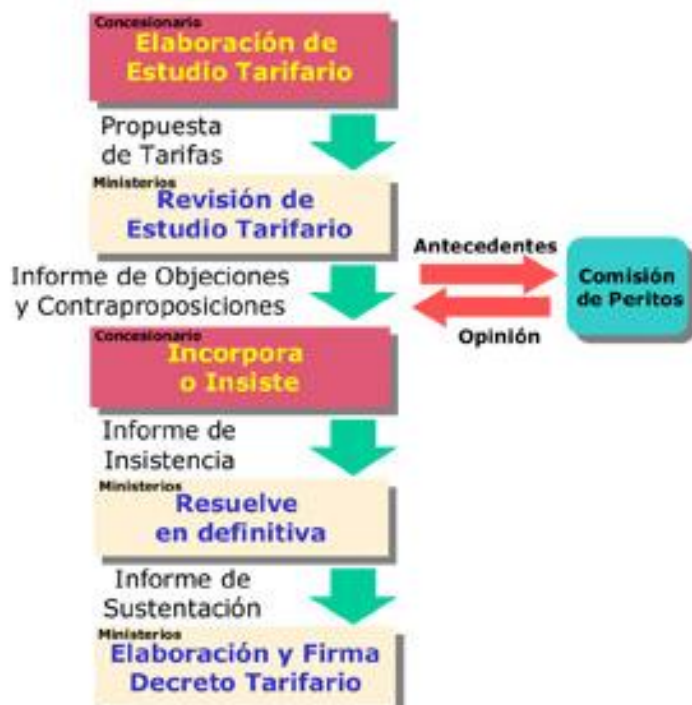 Concesionario
Elaboración de
Estudio Tarifario
Propuesta
de Tarifas
Ministerios
Revisión de
Estudio Tarifario
Informe de Objeciones
y Contraproposiciones
Antecedentes
Opinión
Comisión
de Peritos
Concesionario
Incorpora
o Insiste
Informe de
Insistencia
Ministerios
Resuelve
en definitiva
Informe de
Sustentación
Ministerios
Elaboración y Firma
Decreto Tarifario